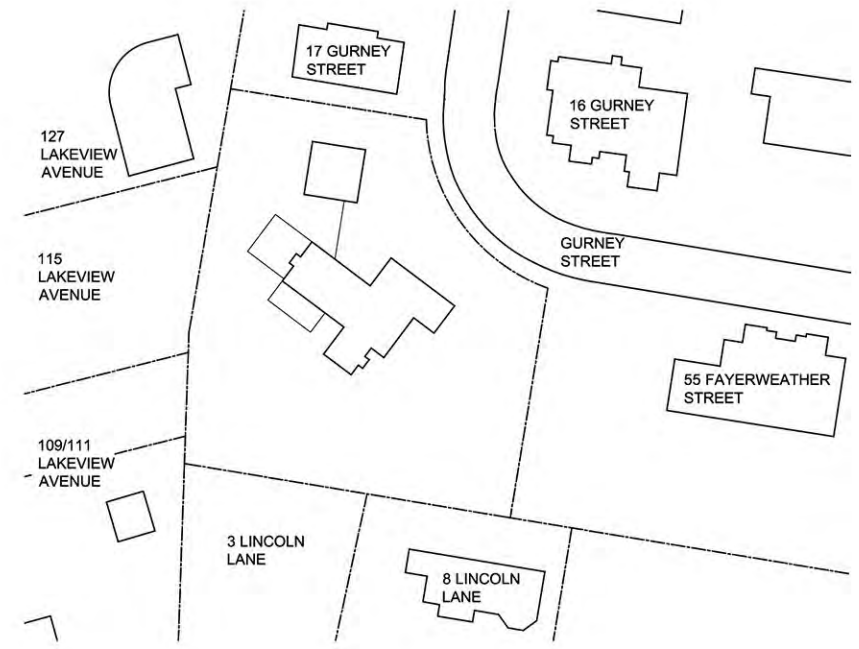 17 GURNEY
STREET
16 GURNEY
STREET
127
LAKEVIEW
AVENUE
115
LAKEVIEW
AVENUE
GURNEY
STREET
55 FAYERWEATHER
STREET
109/111
LAKEVIEW
AVENUE
3 LINCOLN
LANE
8 LINCOLN
LANE